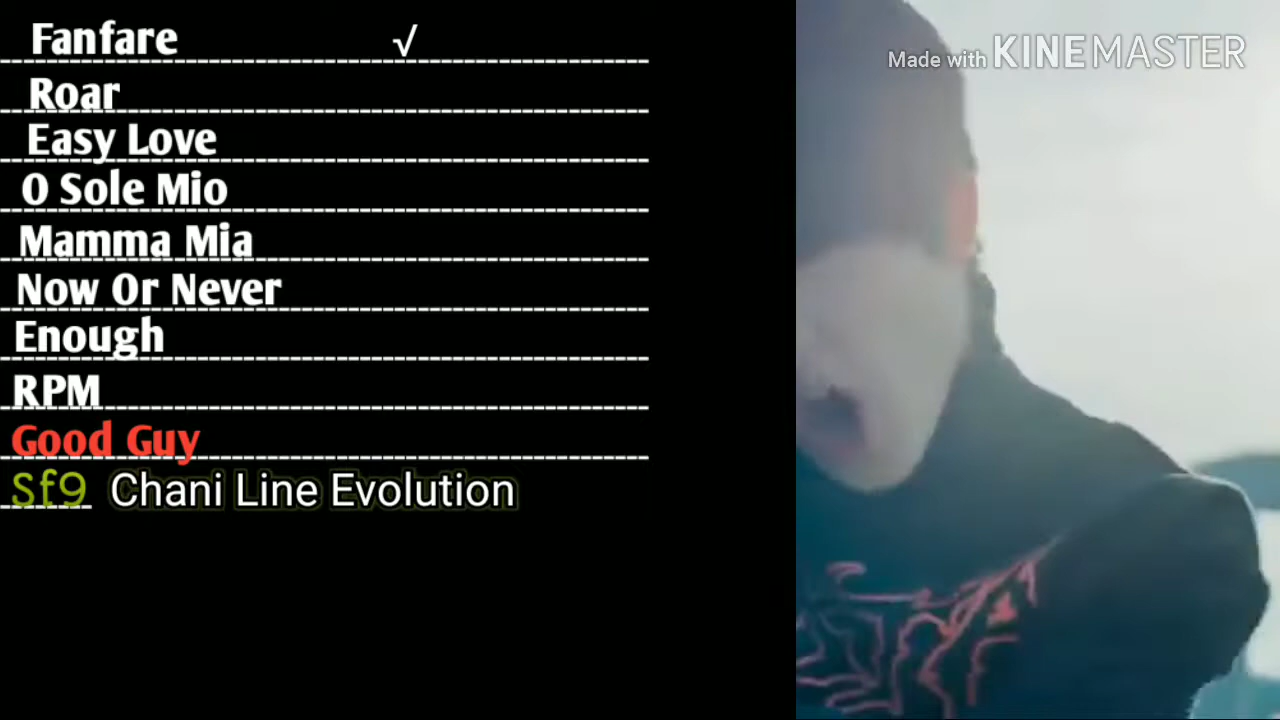 Fanfare √
Roar
Easy Love
O Sole Mio
Mamma Mia
Now Or Never
Enough
RPM
Good Guy
Sf9 Chani Line Evolution
Made with KINEMASTER